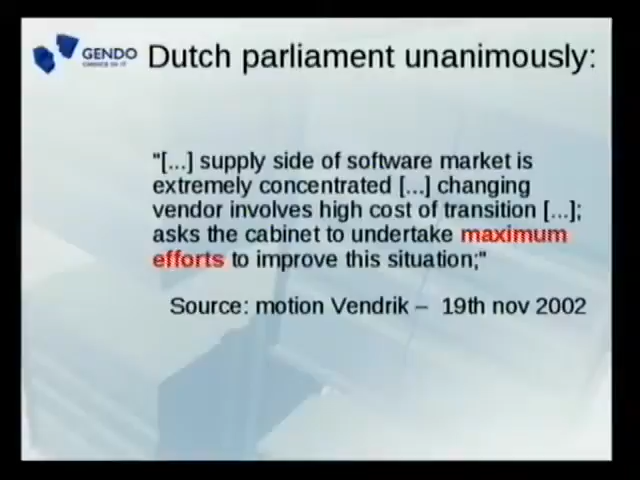 GENDO
Dutch parliament unanimously:
"[...] supply side of software market is
extremely concentrated [...] changing
vendor involves high cost of transition [...];
asks the cabinet to undertake maximum
efforts to improve this situation;"
Source: motion Vendrik – 19th nov 2002